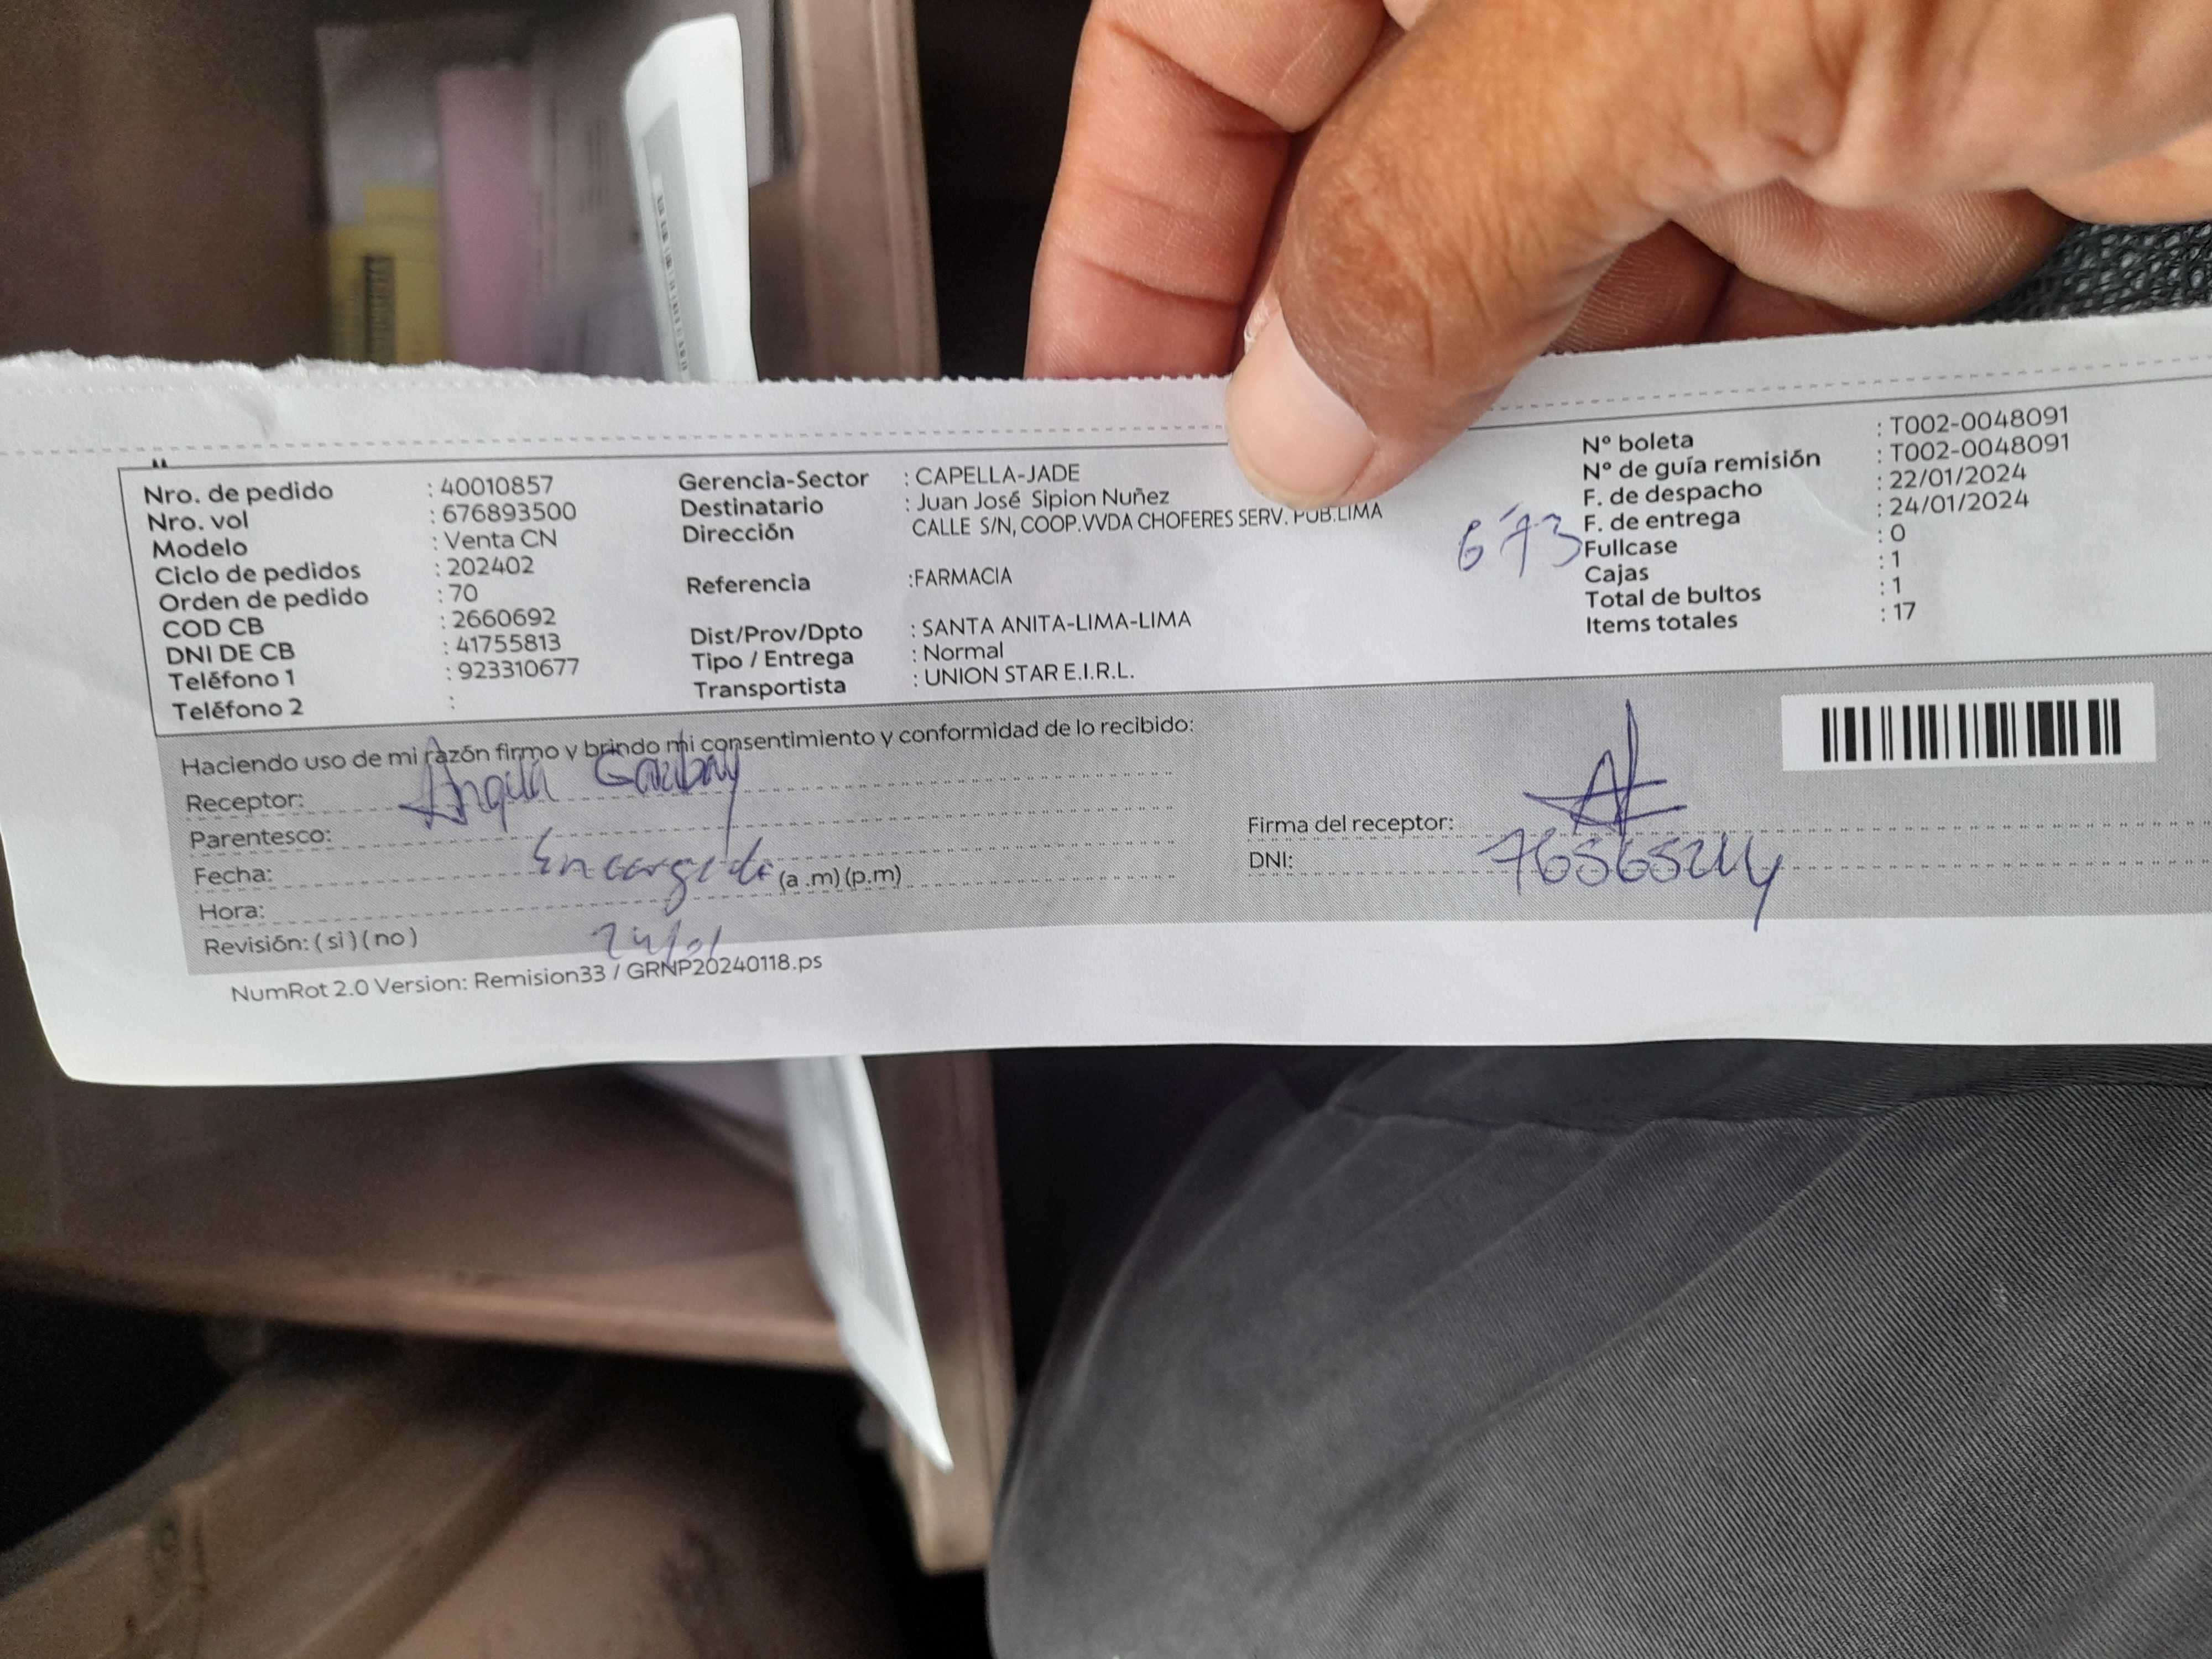 Nro. de pedido : 40010857
Nro. vol : 676893500
Modelo : Venta CN
Ciclo de pedidos : 202402
Orden de pedido : 70
COD CB : 2660692
DNI DE CB : 41755813
Teléfono 1 : 923310677
Teléfono 2 :
Gerencia-Sector : CAPELLA-JADE
Destinatario : Juan José Sipion Nuñez
Dirección CALLE S/N, COOP.VVDA CHOFERES SERV. PUB.LIMA
Referencia :FARMACIA
Dist/Prov/Dpto : SANTA ANITA-LIMA-LIMA
Tipo / Entrega : Normal
Transportista : UNION STAR E.I.R.L.
673
Nº boleta : T002-0048091
Nº de guía remisión : T002-0048091
F. de despacho : 22/01/2024
F. de entrega : 24/01/2024
Fullcase : 0
Cajas : 1
Total de bultos : 1
Items totales : 17
Haciendo uso de mi razón firmo y brindo mi consentimiento y conformidad de lo recibido:
Receptor:
Parentesco:
Fecha: (a .m) (p.m)
Hora:
Revisión: ( si ) ( no )
Encargada
24/01
Firma del receptor:
DNI:
NumRot 2.0 Version: Remision33 / GRNP20240118.ps